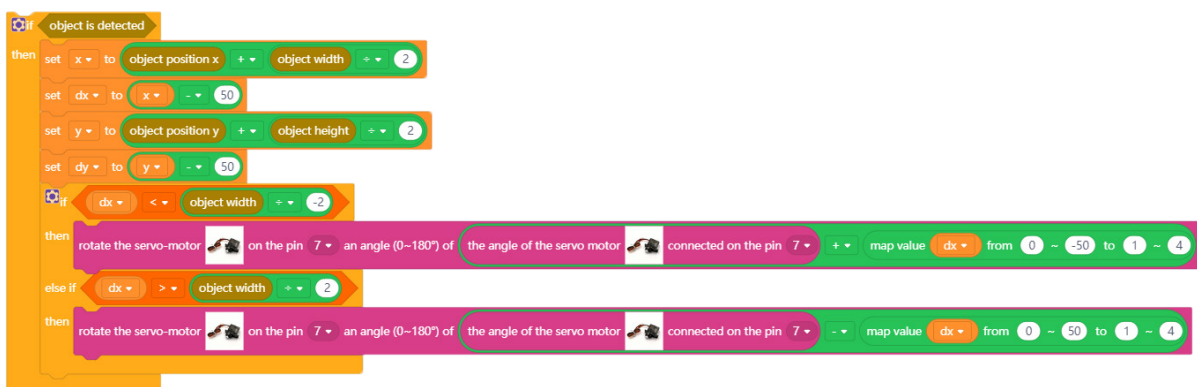 if object is detected
then set x to object position x + object width ÷ 2
set dx to x - 50
set y to object position y + object height ÷ 2
set dy to y - 50
if dx < object width ÷ -2
then rotate the servo-motor on the pin 7 an angle (0~180°) of the angle of the servo motor connected on the pin 7 + map value dx from 0 ~ -50 to 1 ~ 4
else if dx > object width ÷ 2
then rotate the servo-motor on the pin 7 an angle (0~180°) of the angle of the servo motor connected on the pin 7 - map value dx from 0 ~ 50 to 1 ~ 4